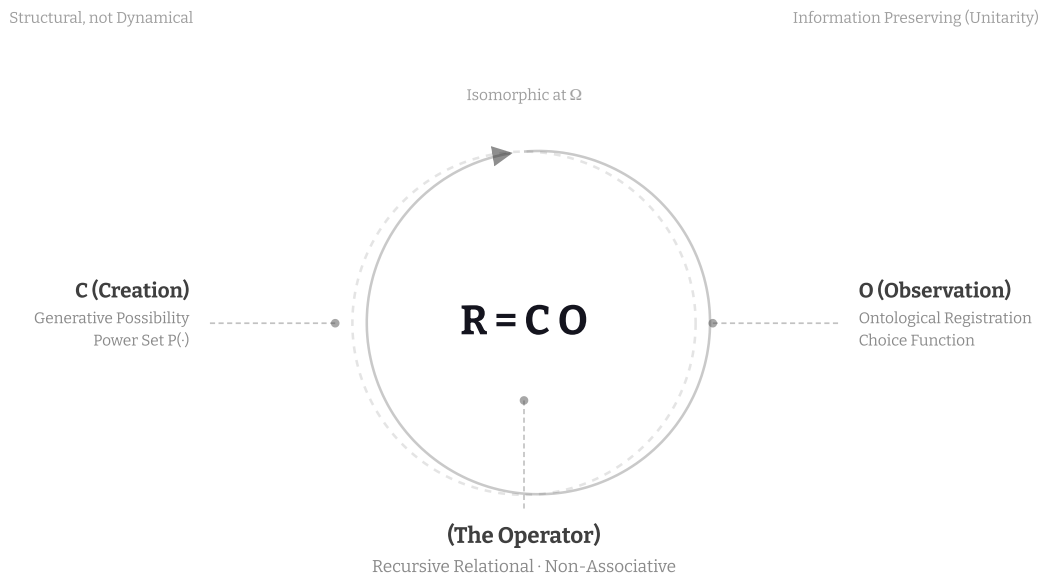 Structural, not Dynamical
Information Preserving (Unitarity)
Isomorphic at Ω
C (Creation)
Generative Possibility
Power Set P(·)
R = C O
O (Observation)
Ontological Registration
Choice Function
(The Operator)
Recursive Relational · Non-Associative